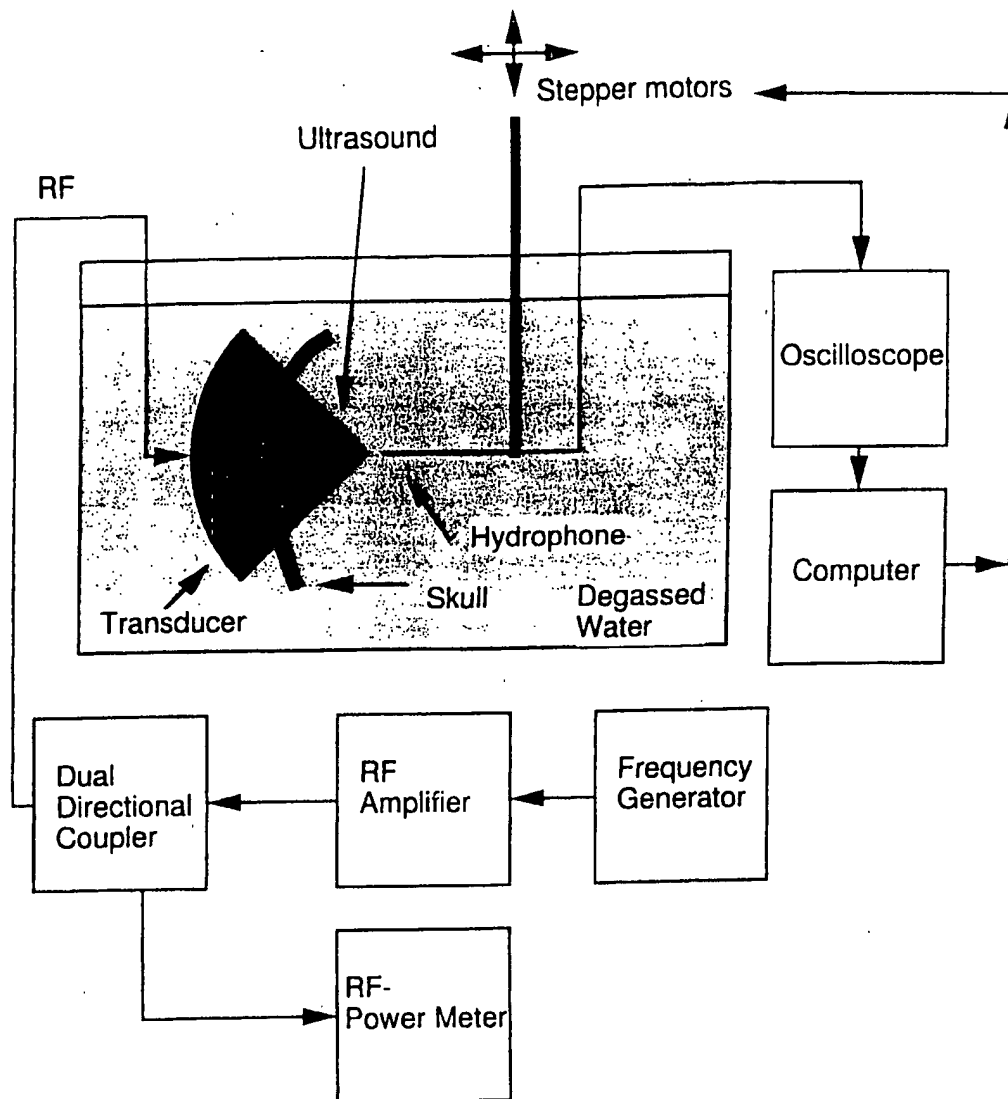 Stepper motors
Ultrasound
RF
Oscilloscope
Hydrophone
Skull
Transducer
Degassed
Water
Computer
Dual
Directional
Coupler
RF
Amplifier
Frequency
Generator
RF-
Power Meter